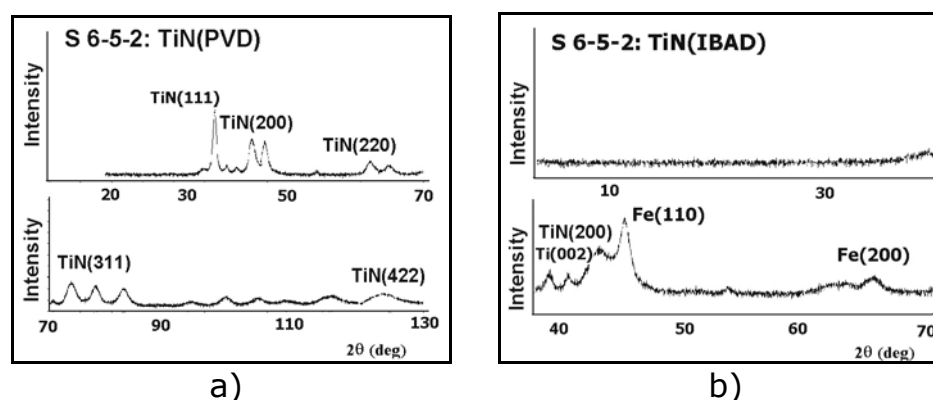 S 6-5-2: TiN(PVD)
Intensity
TiN(111)
TiN(200)
TiN(220)
20 30 50 70
Intensity
TiN(311)
TiN(422)
70 90 110 130
2θ (deg)
a)
S 6-5-2: TiN(IBAD)
Intensity
10 30
Intensity
Fe(110)
TiN(200)
Ti(002)
Fe(200)
40 50 60 70
2θ (deg)
b)